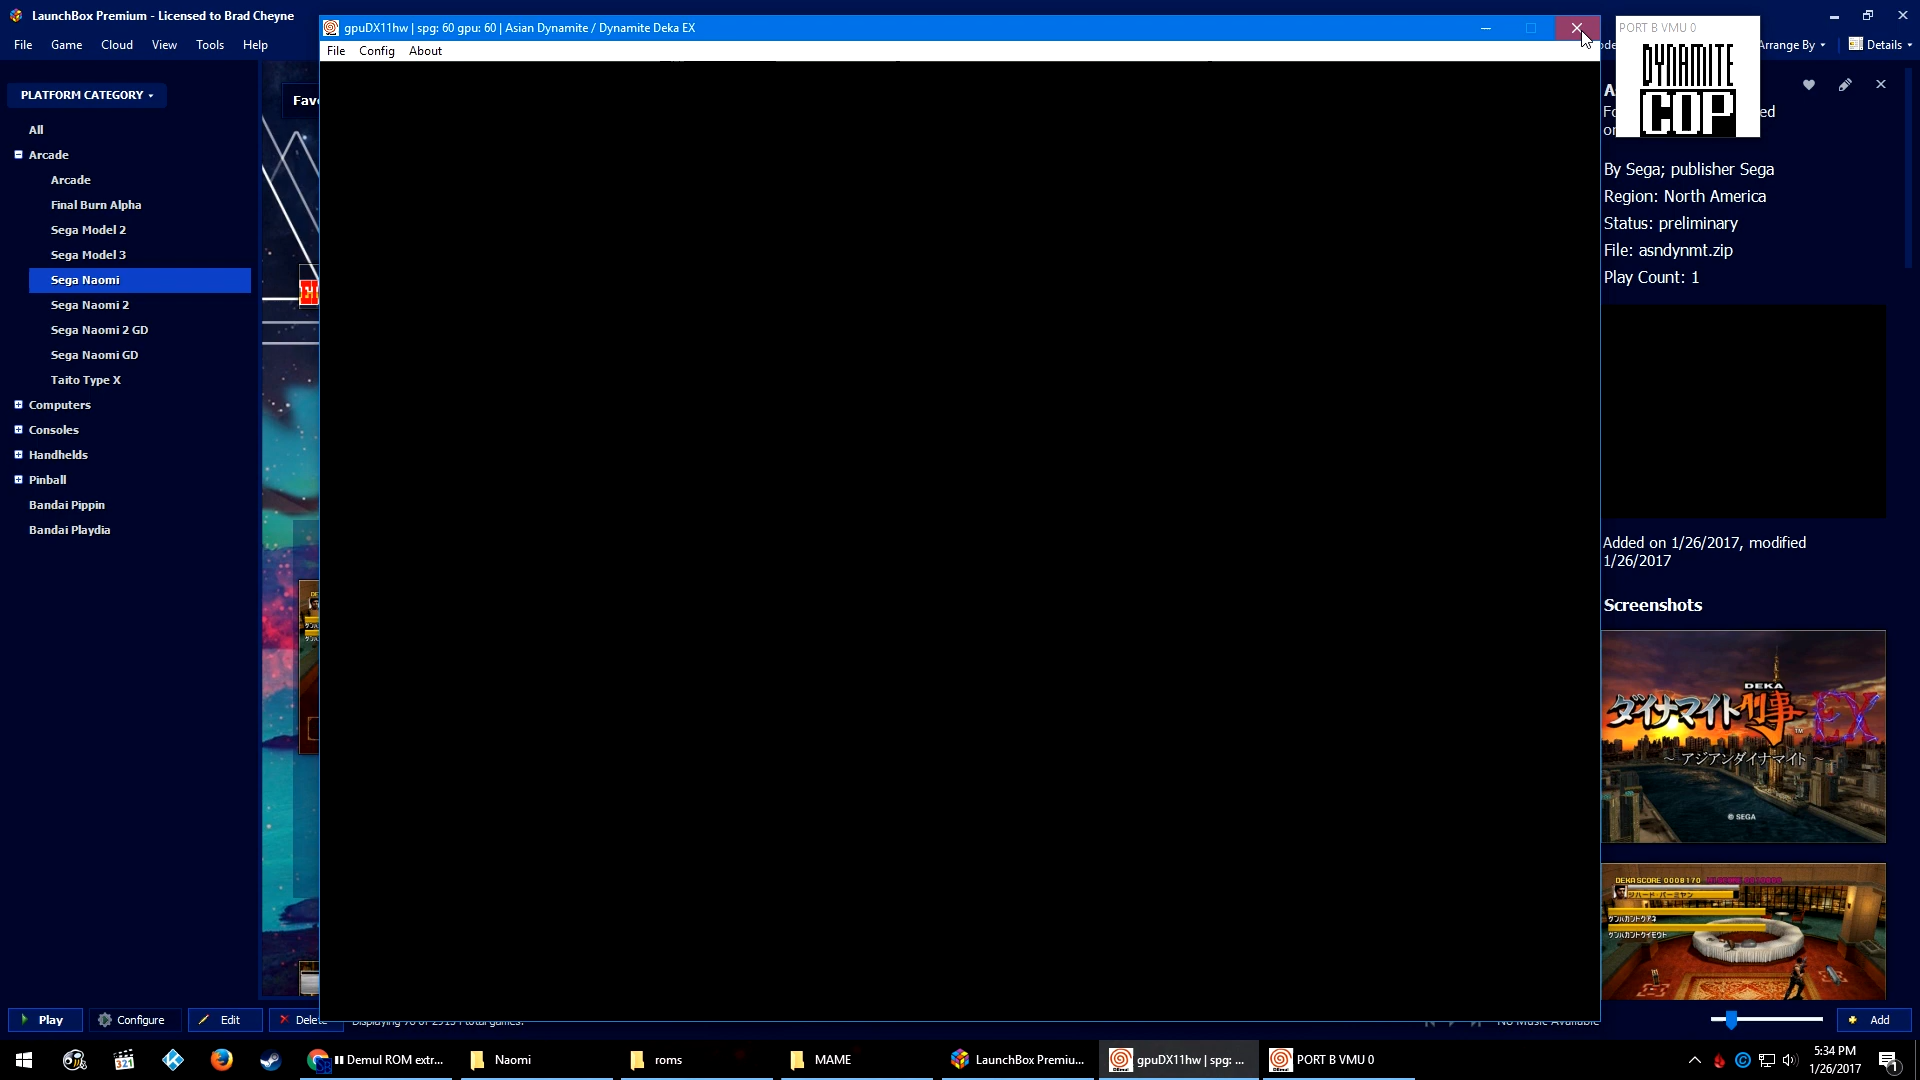 LaunchBox Premium - Licensed to Brad Cheyne
File Game Cloud View Tools Help
Arrange By
Details
gpuDX11hw | spg: 60 gpu: 60 | Asian Dynamite / Dynamite Deka EX
File Config About
PORT B VMU 0
DYNAMITE
COP
PLATFORM CATEGORY
All
Arcade
Arcade
Final Burn Alpha
Sega Model 2
Sega Model 3
Sega Naomi
Sega Naomi 2
Sega Naomi 2 GD
Sega Naomi GD
Taito Type X
Computers
Consoles
Handhelds
Pinball
Bandai Pippin
Bandai Playdia
By Sega; publisher Sega
Region: North America
Status: preliminary
File: asndynmt.zip
Play Count: 1
Added on 1/26/2017, modified
1/26/2017
Screenshots
DEKA
ダイナマイト刑事EX
TM
～アジアンダイナマイト～
© SEGA
DEKASCORE 0008170
Play Configure Edit Delete
Add
Demul ROM extr...
Naomi
roms
MAME
LaunchBox Premiu...
gpuDX11hw | spg: ...
PORT B VMU 0
5:34 PM
1/26/2017